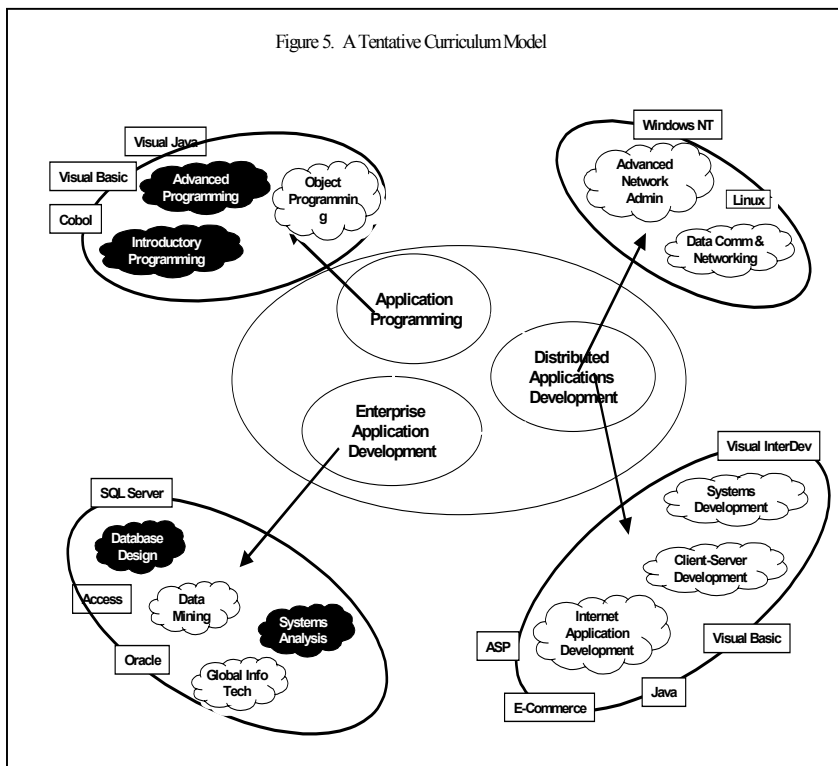 Figure 5. A Tentative Curriculum Model
Visual Java
Visual Basic
Cobol
Advanced
Programming
Object
Programmin
g
Introductory
Programming
Windows NT
Advanced
Network
Admin
Linux
Data Comm &
Networking
Application
Programming
Distributed
Applications
Development
Enterprise
Application
Development
SQL Server
Database
Design
Access
Data
Mining
Systems
Analysis
Oracle
Global Info
Tech
Visual InterDev
Systems
Development
Client-Server
Development
Internet
Application
Development
ASP
Visual Basic
Java
E-Commerce